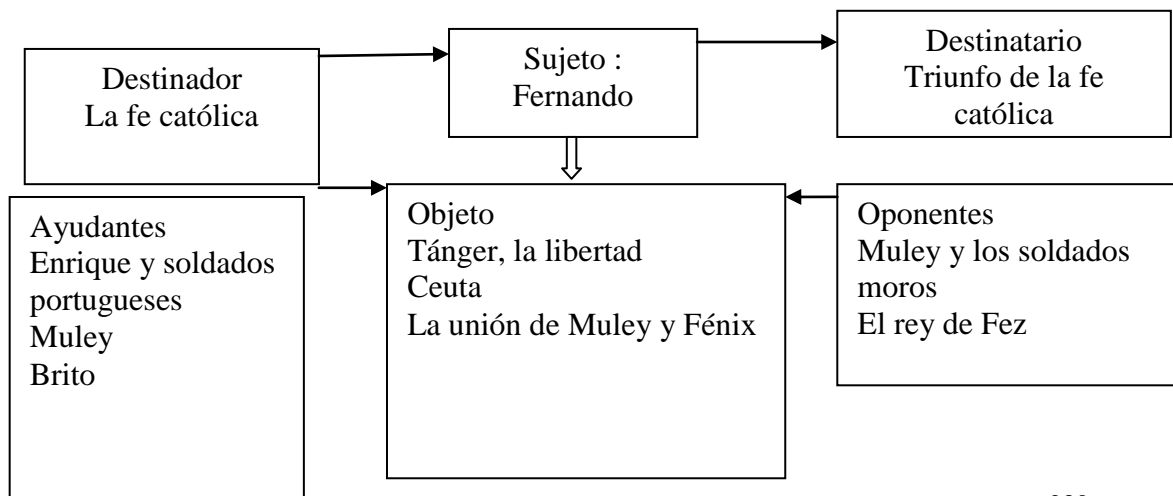 Destinador
La fe católica
Sujeto :
Fernando
Destinatario
Triunfo de la fe
católica
Ayudantes
Enrique y soldados
portugueses
Muley
Brito
Objeto
Tánger, la libertad
Ceuta
La unión de Muley y Fénix
Oponentes
Muley y los soldados
moros
El rey de Fez